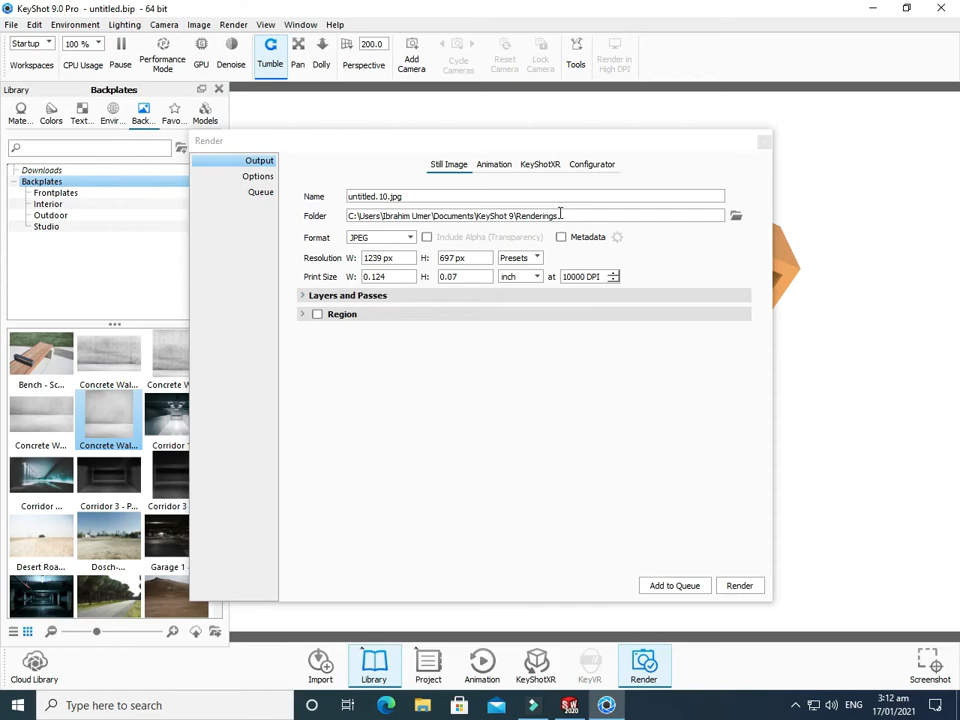 KeyShot 9.0 Pro - untitled.bip - 64 bit
File Edit Environment Lighting Camera Image Render View Window Help
Startup 100 % 200.0
Workspaces CPU Usage Pause Performance Mode GPU Denoise Tumble Pan Dolly Perspective Add Camera Cycle Cameras Reset Camera Lock Camera Tools Render in High DPI
Library Backplates
Mate... Colors Text... Envir... Back... Favo... Models
Downloads
Backplates
Frontplates
Interior
Outdoor
Studio
Bench - Sc... Concrete Wal... Concrete W
Concrete W... Concrete Wal... Corridor
Corridor ... Corridor 3 - P... Corridor 3
Desert Roa... Dosch-... Garage 1 -
Render
Output
Options
Queue
Still Image Animation KeyShotXR Configurator
Name untitled.10.jpg
Folder C:\Users\Ibrahim Umer\Documents\KeyShot 9\Renderings
Format JPEG Include Alpha (Transparency) Metadata
Resolution W: 1239 px H: 697 px Presets
Print Size W: 0.124 H: 0.07 inch at 10000 DPI
Layers and Passes
Region
Add to Queue Render
Cloud Library Import Library Project Animation KeyShotXR KeyVR Render Screenshot
Type here to search
SW
2020
ENG
3:12 am
17/01/2021